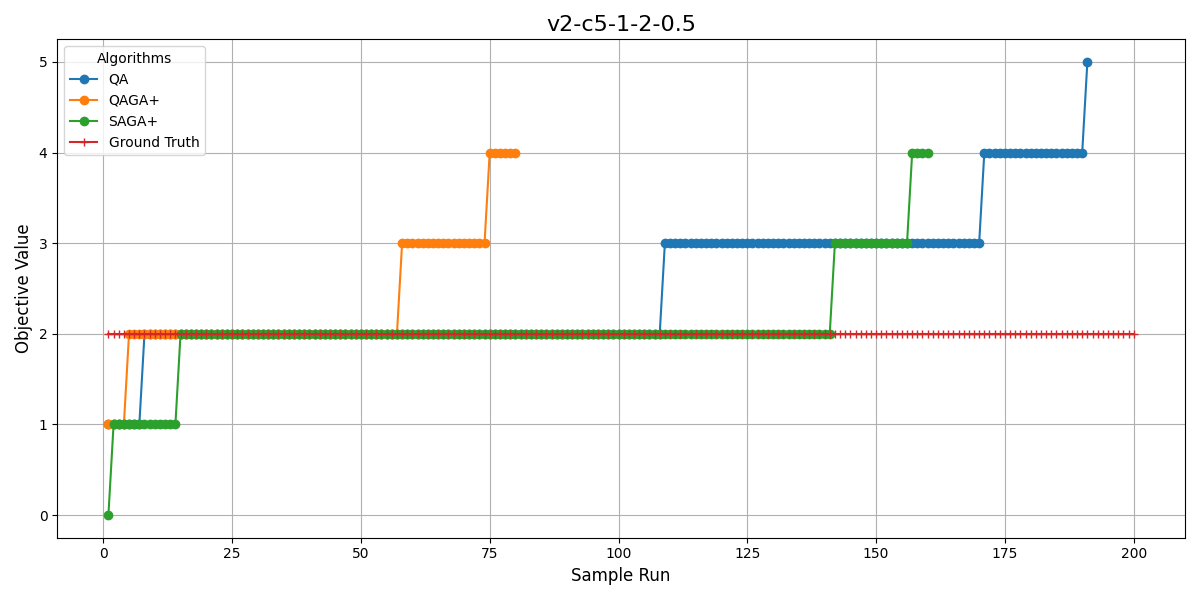 v2-c5-1-2-0.5
Algorithms
QA
QAGA+
SAGA+
Ground Truth
Objective Value
5
4
3
2
1
0
0 25 50 75 100 125 150 175 200
Sample Run